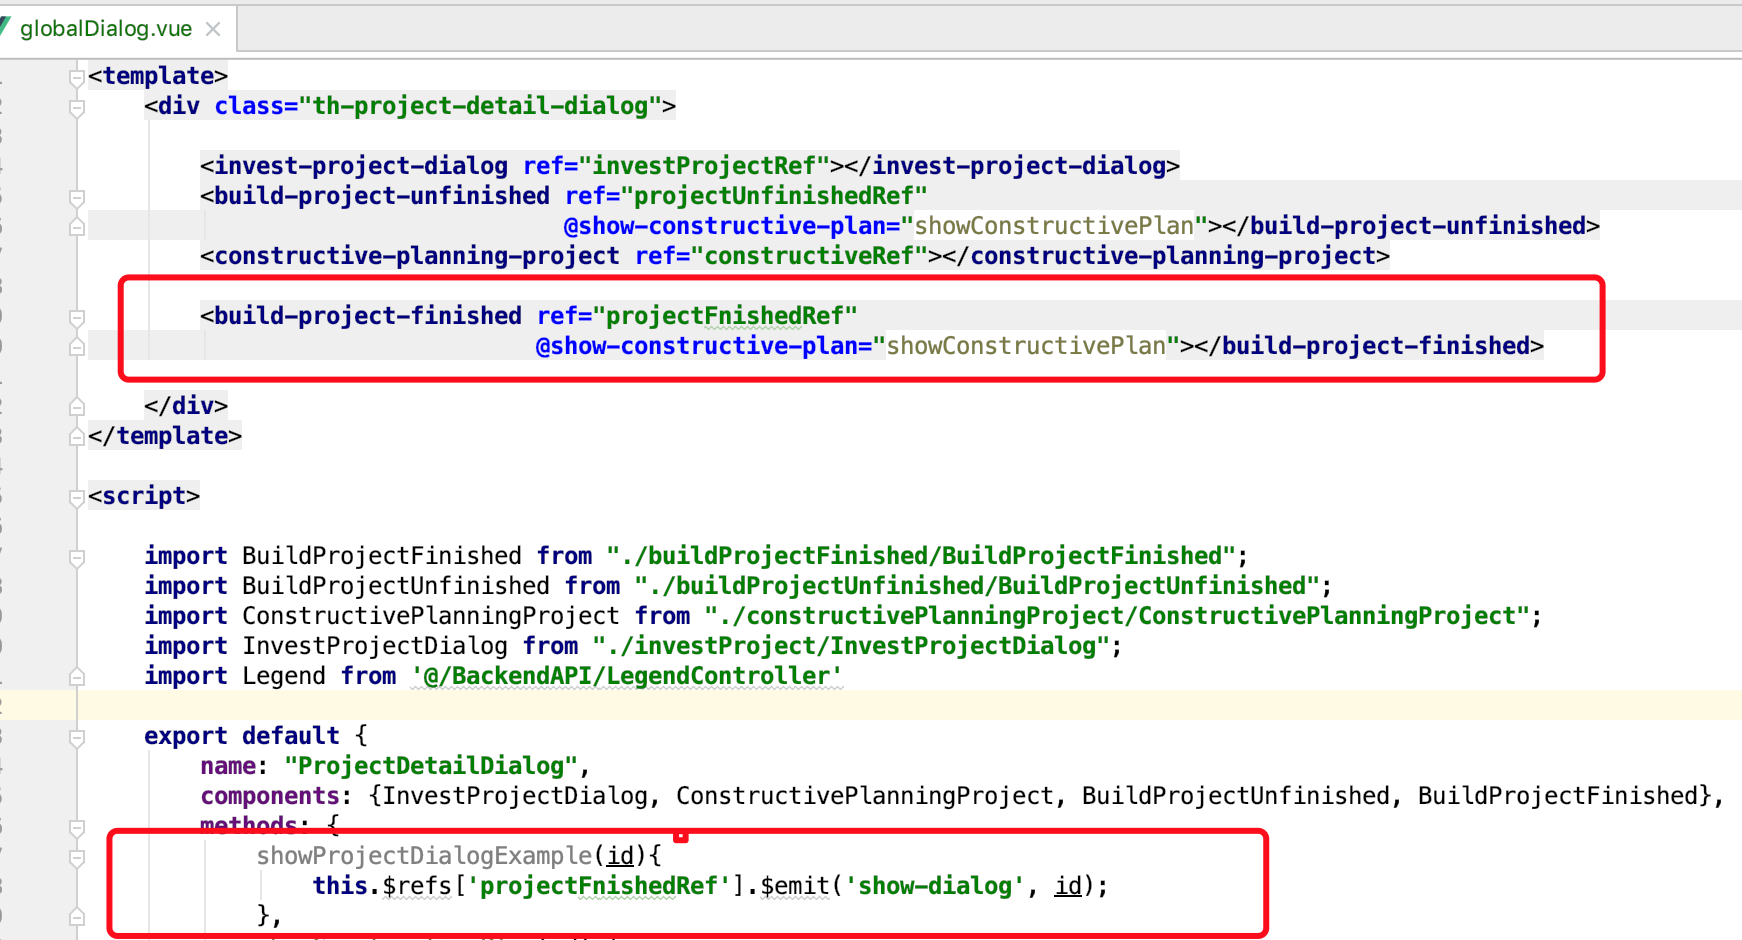 globalDialog.vue
<template>
<div class="th-project-detail-dialog">
<invest-project-dialog ref="investProjectRef"></invest-project-dialog>
<build-project-unfinished ref="projectUnfinishedRef"
@show-constructive-plan="showConstructivePlan"></build-project-unfinished>
<constructive-planning-project ref="constructiveRef"></constructive-planning-project>
<build-project-finished ref="projectFnishedRef"
@show-constructive-plan="showConstructivePlan"></build-project-finished>
</div>
</template>
<script>
import BuildProjectFinished from "./buildProjectFinished/BuildProjectFinished";
import BuildProjectUnfinished from "./buildProjectUnfinished/BuildProjectUnfinished";
import ConstructivePlanningProject from "./constructivePlanningProject/ConstructivePlanningProject";
import InvestProjectDialog from "./investProject/InvestProjectDialog";
import Legend from '@/BackendAPI/LegendController'
export default {
name: "ProjectDetailDialog",
components: {InvestProjectDialog, ConstructivePlanningProject, BuildProjectUnfinished, BuildProjectFinished},
methods: {
showProjectDialogExample(id){
this.$refs['projectFnishedRef'].$emit('show-dialog', id);
},